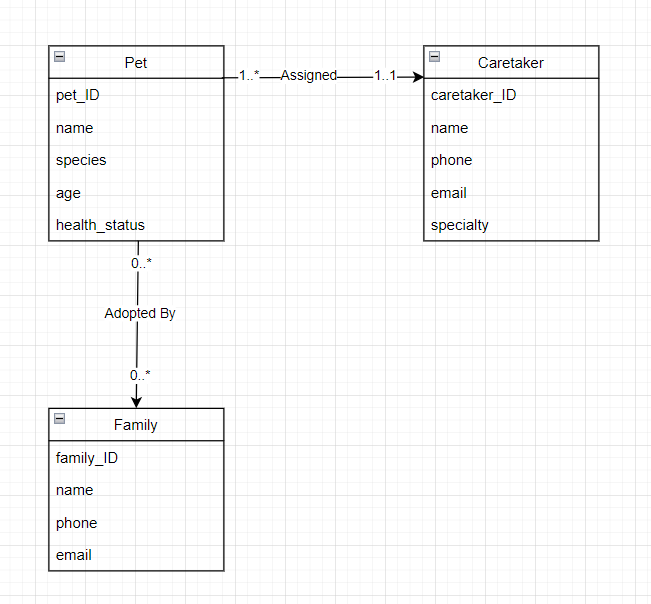 Pet
pet_ID
name
species
age
health_status
1..* Assigned 1..1
Caretaker
caretaker_ID
name
phone
email
specialty
0..*
Adopted By
0..*
Family
family_ID
name
phone
email